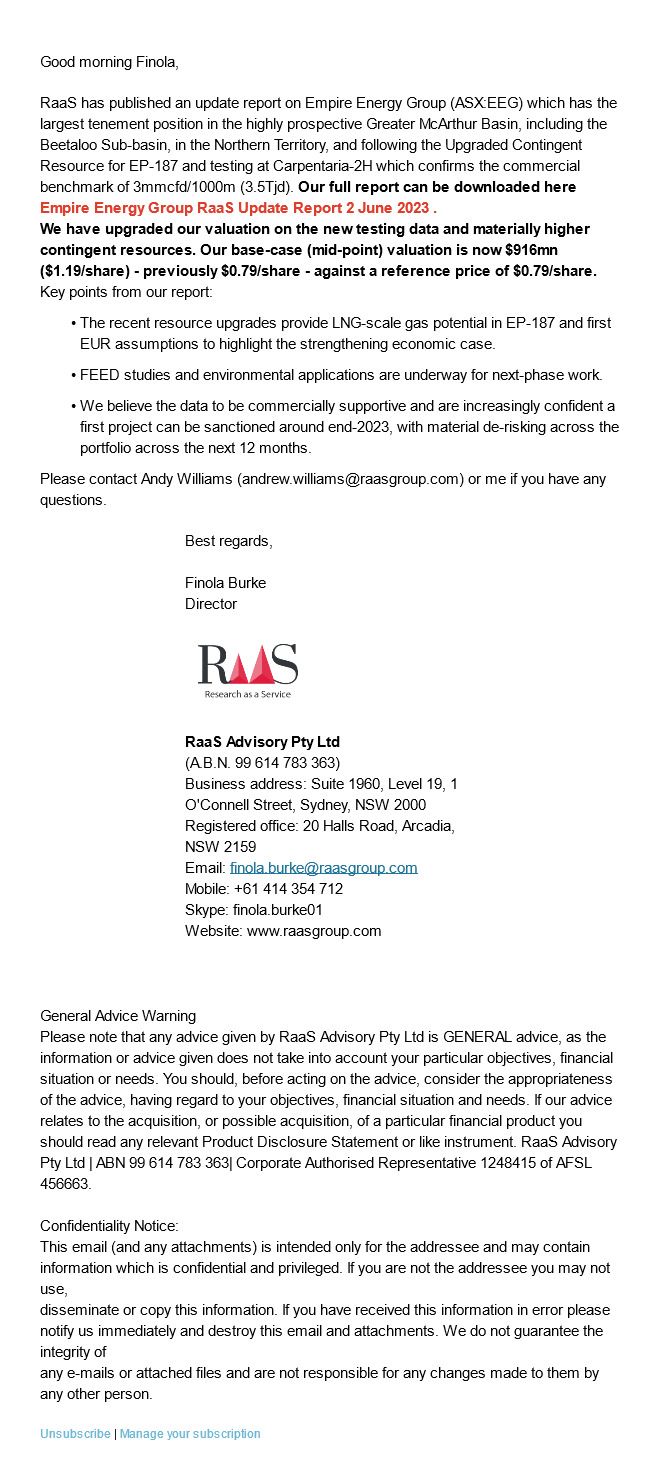 Good morning Finola,
RaaS has published an update report on Empire Energy Group (ASX:EEG) which has the
largest tenement position in the highly prospective Greater McArthur Basin, including the
Beetaloo Sub-basin, in the Northern Territory, and following the Upgraded Contingent
Resource for EP-187 and testing at Carpentaria-2H which confirms the commercial
benchmark of 3mmcfd/1000m (3.5Tjd). Our full report can be downloaded here
Empire Energy Group RaaS Update Report 2 June 2023 .
We have upgraded our valuation on the new testing data and materially higher
contingent resources. Our base-case (mid-point) valuation is now $916mn
($1.19/share) - previously $0.79/share - against a reference price of $0.79/share.
Key points from our report:
• The recent resource upgrades provide LNG-scale gas potential in EP-187 and first
EUR assumptions to highlight the strengthening economic case.
• FEED studies and environmental applications are underway for next-phase work.
• We believe the data to be commercially supportive and are increasingly confident a
first project can be sanctioned around end-2023, with material de-risking across the
portfolio across the next 12 months.
Please contact Andy Williams (andrew.williams@raasgroup.com) or me if you have any
questions.
Best regards,
Finola Burke
Director
RaaS
Research as a Service
RaaS Advisory Pty Ltd
(A.B.N. 99 614 783 363)
Business address: Suite 1960, Level 19, 1
O'Connell Street, Sydney, NSW 2000
Registered office: 20 Halls Road, Arcadia,
NSW 2159
Email: finola.burke@raasgroup.com
Mobile: +61 414 354 712
Skype: finola.burke01
Website: www.raasgroup.com
General Advice Warning
Please note that any advice given by RaaS Advisory Pty Ltd is GENERAL advice, as the
information or advice given does not take into account your particular objectives, financial
situation or needs. You should, before acting on the advice, consider the appropriateness
of the advice, having regard to your objectives, financial situation and needs. If our advice
relates to the acquisition, or possible acquisition, of a particular financial product you
should read any relevant Product Disclosure Statement or like instrument. RaaS Advisory
Pty Ltd | ABN 99 614 783 363| Corporate Authorised Representative 1248415 of AFSL
456663.
Confidentiality Notice:
This email (and any attachments) is intended only for the addressee and may contain
information which is confidential and privileged. If you are not the addressee you may not
use,
disseminate or copy this information. If you have received this information in error please
notify us immediately and destroy this email and attachments. We do not guarantee the
integrity of
any e-mails or attached files and are not responsible for any changes made to them by
any other person.
Unsubscribe | Manage your subscription